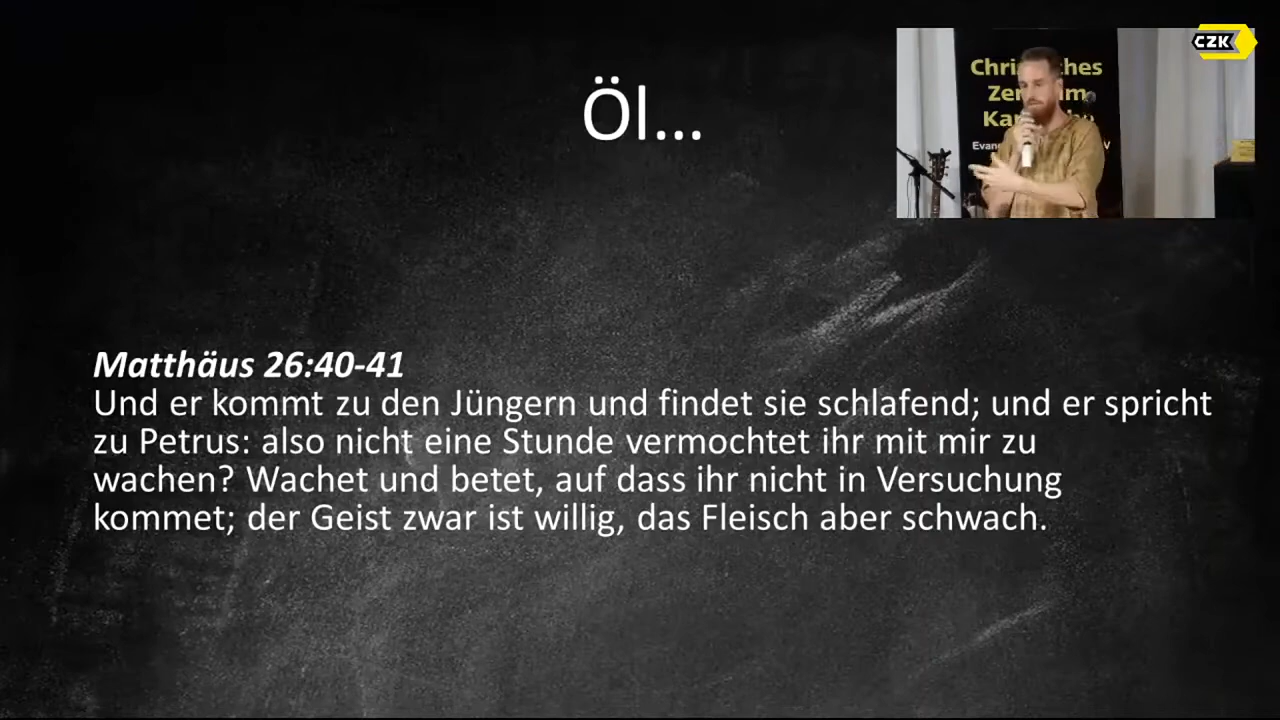 Öl...
CZK
Matthäus 26:40-41
Und er kommt zu den Jüngern und findet sie schlafend; und er spricht
zu Petrus: also nicht eine Stunde vermochtet ihr mit mir zu
wachen? Wachet und betet, auf dass ihr nicht in Versuchung
kommet; der Geist zwar ist willig, das Fleisch aber schwach.